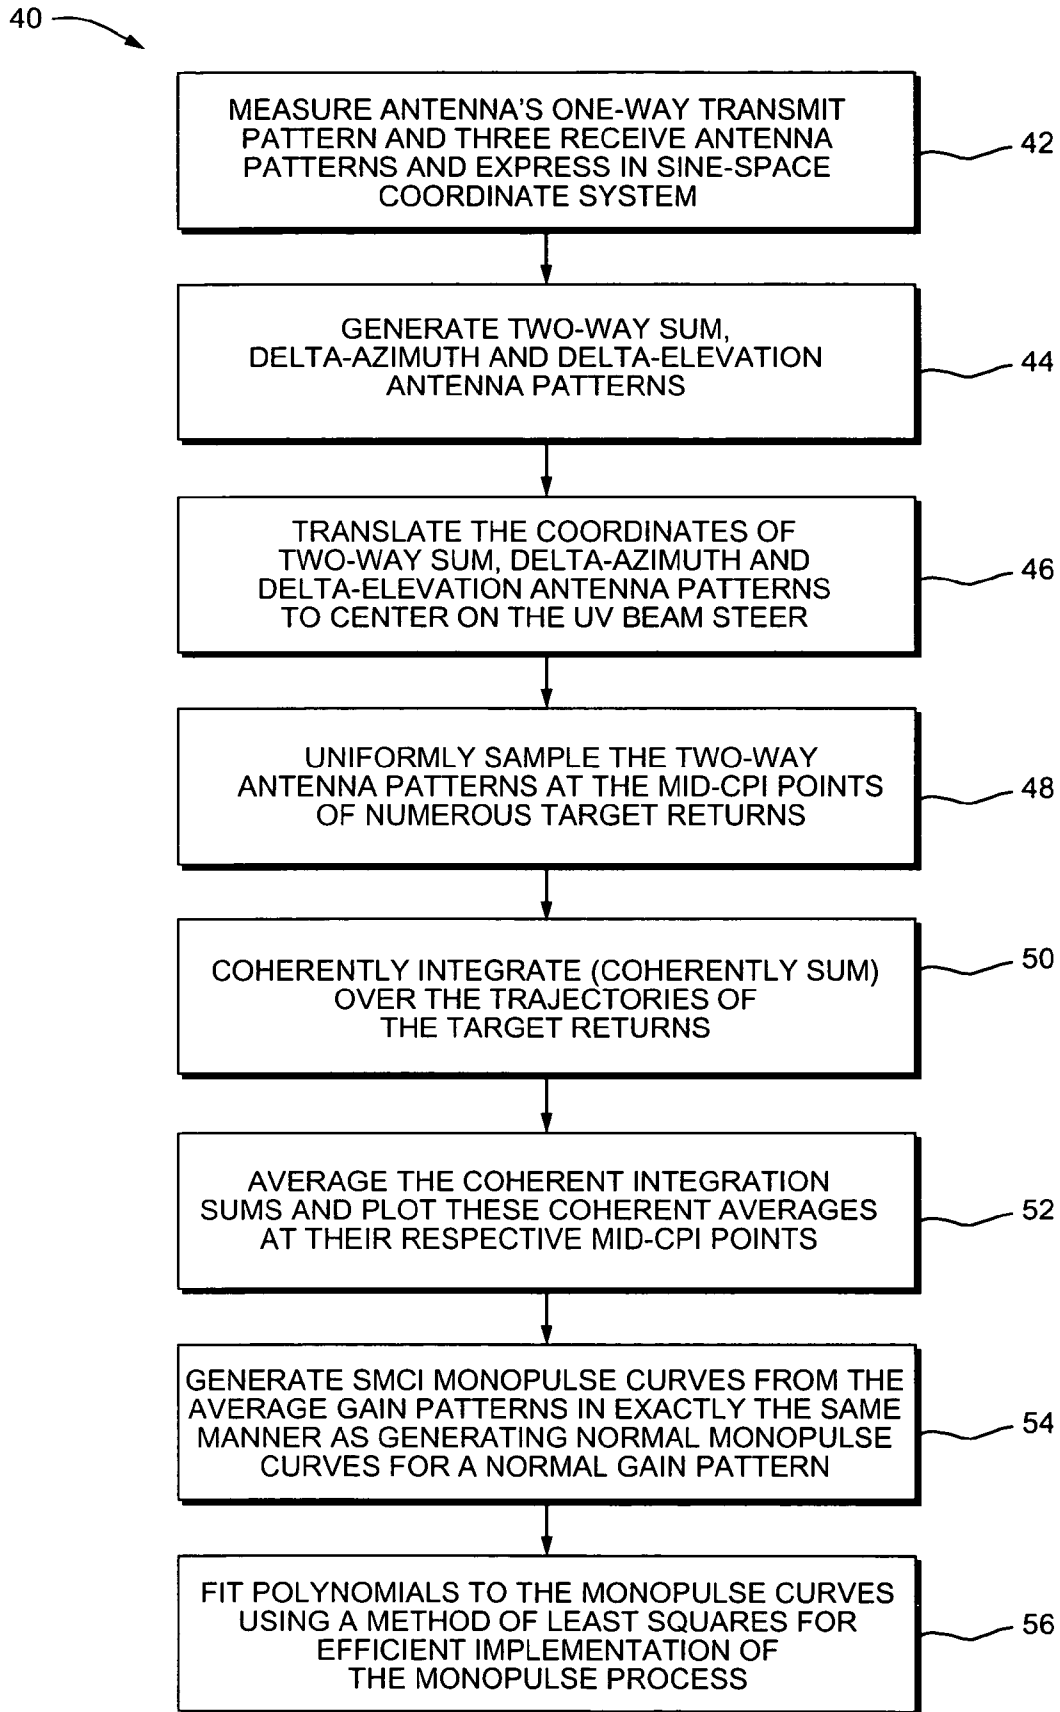 40
MEASURE ANTENNA'S ONE-WAY TRANSMIT
PATTERN AND THREE RECEIVE ANTENNA
PATTERNS AND EXPRESS IN SINE-SPACE
COORDINATE SYSTEM
42
GENERATE TWO-WAY SUM,
DELTA-AZIMUTH AND DELTA-ELEVATION
ANTENNA PATTERNS
44
TRANSLATE THE COORDINATES OF
TWO-WAY SUM, DELTA-AZIMUTH AND
DELTA-ELEVATION ANTENNA PATTERNS
TO CENTER ON THE UV BEAM STEER
46
UNIFORMLY SAMPLE THE TWO-WAY
ANTENNA PATTERNS AT THE MID-CPI POINTS
OF NUMEROUS TARGET RETURNS
48
COHERENTLY INTEGRATE (COHERENTLY SUM)
OVER THE TRAJECTORIES OF
THE TARGET RETURNS
50
AVERAGE THE COHERENT INTEGRATION
SUMS AND PLOT THESE COHERENT AVERAGES
AT THEIR RESPECTIVE MID-CPI POINTS
52
GENERATE SMCI MONOPULSE CURVES FROM THE
AVERAGE GAIN PATTERNS IN EXACTLY THE SAME
MANNER AS GENERATING NORMAL MONOPULSE
CURVES FOR A NORMAL GAIN PATTERN
54
FIT POLYNOMIALS TO THE MONOPULSE CURVES
USING A METHOD OF LEAST SQUARES FOR
EFFICIENT IMPLEMENTATION OF
THE MONOPULSE PROCESS
56